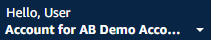 Hello, User
Account for AB Demo Acco...